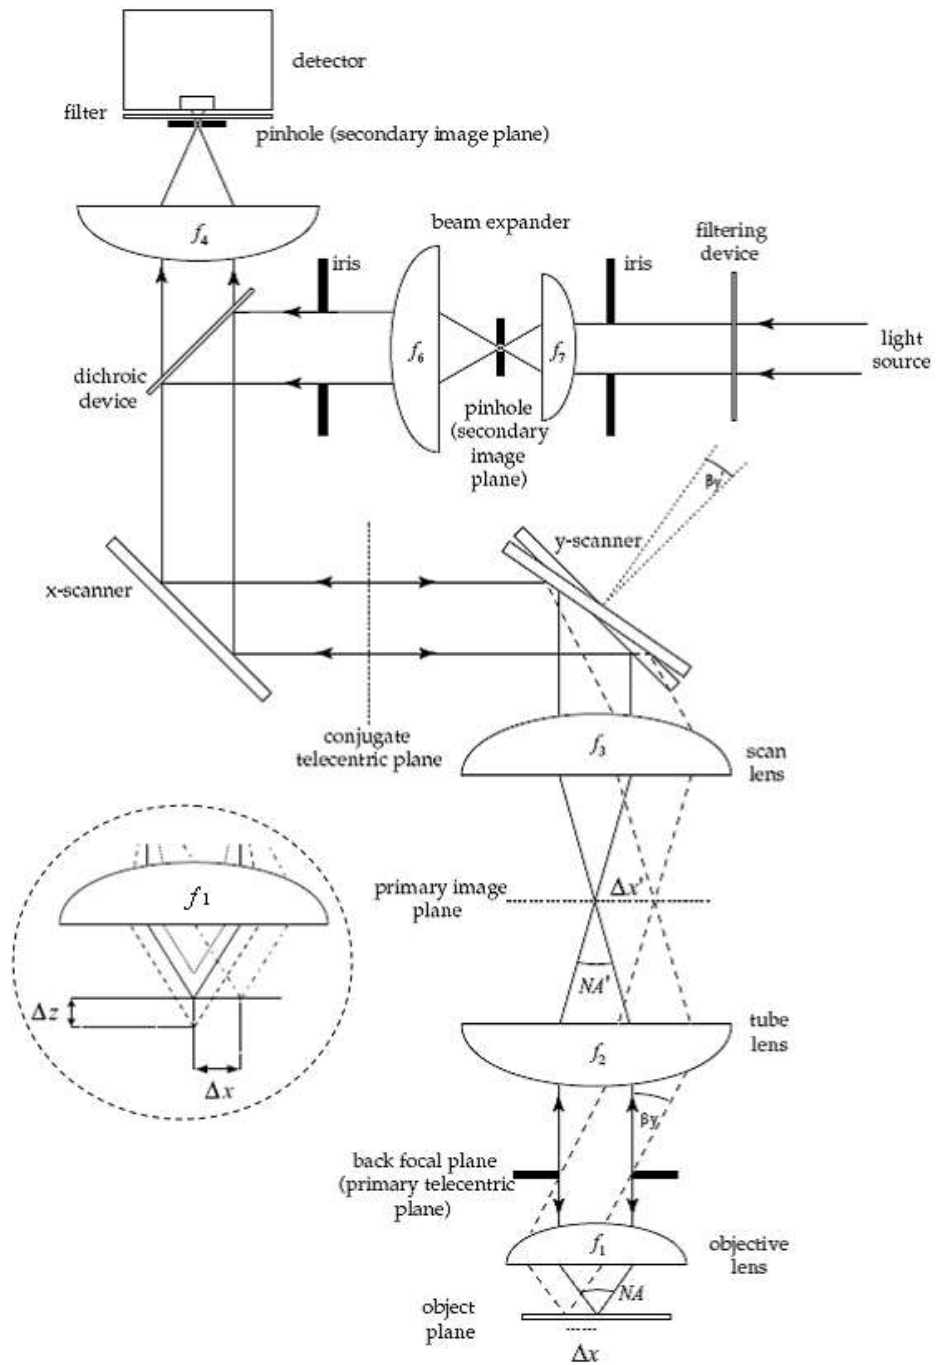 detector
filter
pinhole (secondary image plane)
f4
beam expander
filtering
device
iris
iris
f6
f7
light
source
dichroic
device
pinhole
(secondary
image
plane)
βy'
y-scanner
x-scanner
conjugate
telecentric plane
f3
scan
lens
primary image
plane
Δx'
f1
NA'
Δz
Δx
tube
lens
f2
βy
back focal plane
(primary telecentric
plane)
f1
objective
lens
NA
object
plane
Δx